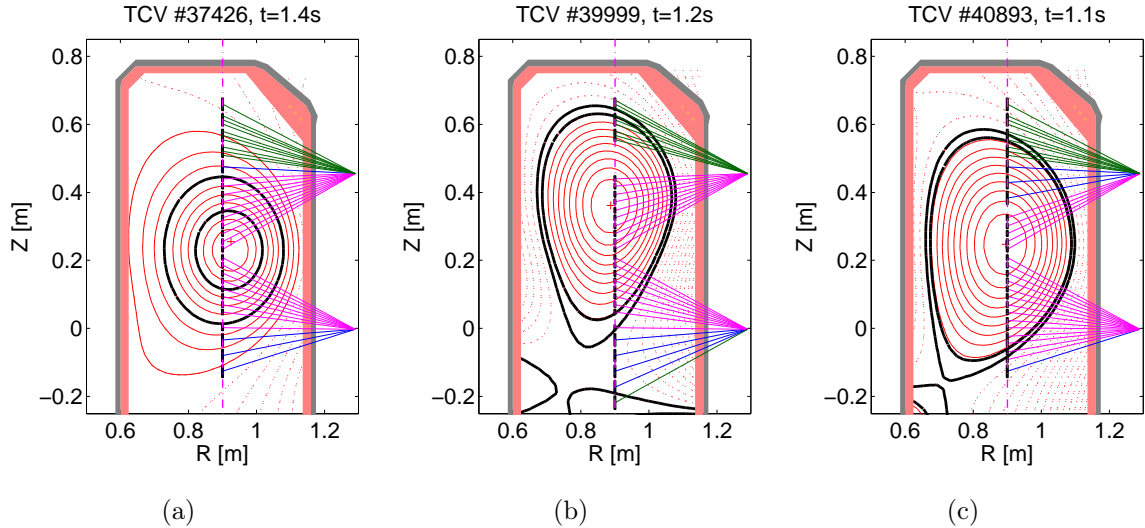 TCV #37426, t=1.4s
TCV #39999, t=1.2s
TCV #40893, t=1.1s
Z [m]
0.8
0.6
0.4
0.2
0
−0.2
0.6 0.8 1 1.2
R [m]
Z [m]
0.8
0.6
0.4
0.2
0
−0.2
0.6 0.8 1 1.2
R [m]
Z [m]
0.8
0.6
0.4
0.2
0
−0.2
0.6 0.8 1 1.2
R [m]
(a)
(b)
(c)